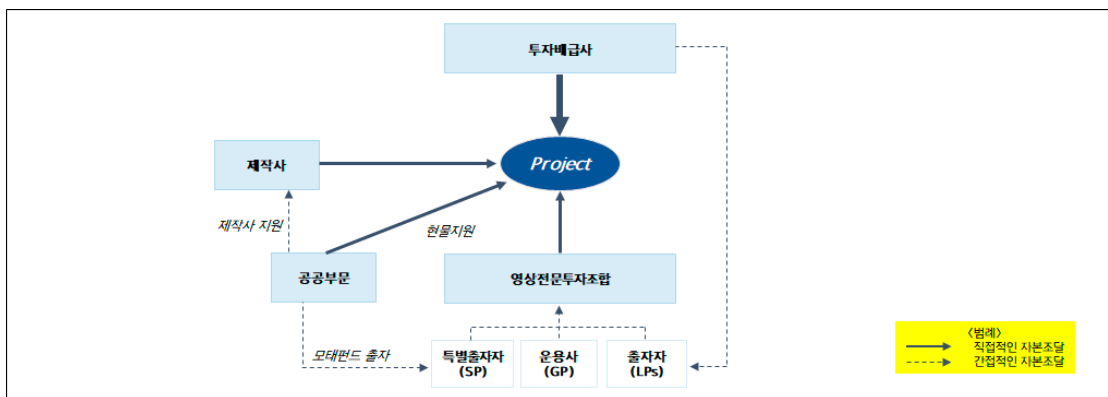 투자배급사
제작사
Project
제작사 지원
현물지원
공공부문
영상전문투자조합
모태펀드 출자
특별출자자
(SP)
운용사
(GP)
출자자
(LPs)
<범례>
직접적인 자본조달
간접적인 자본조달